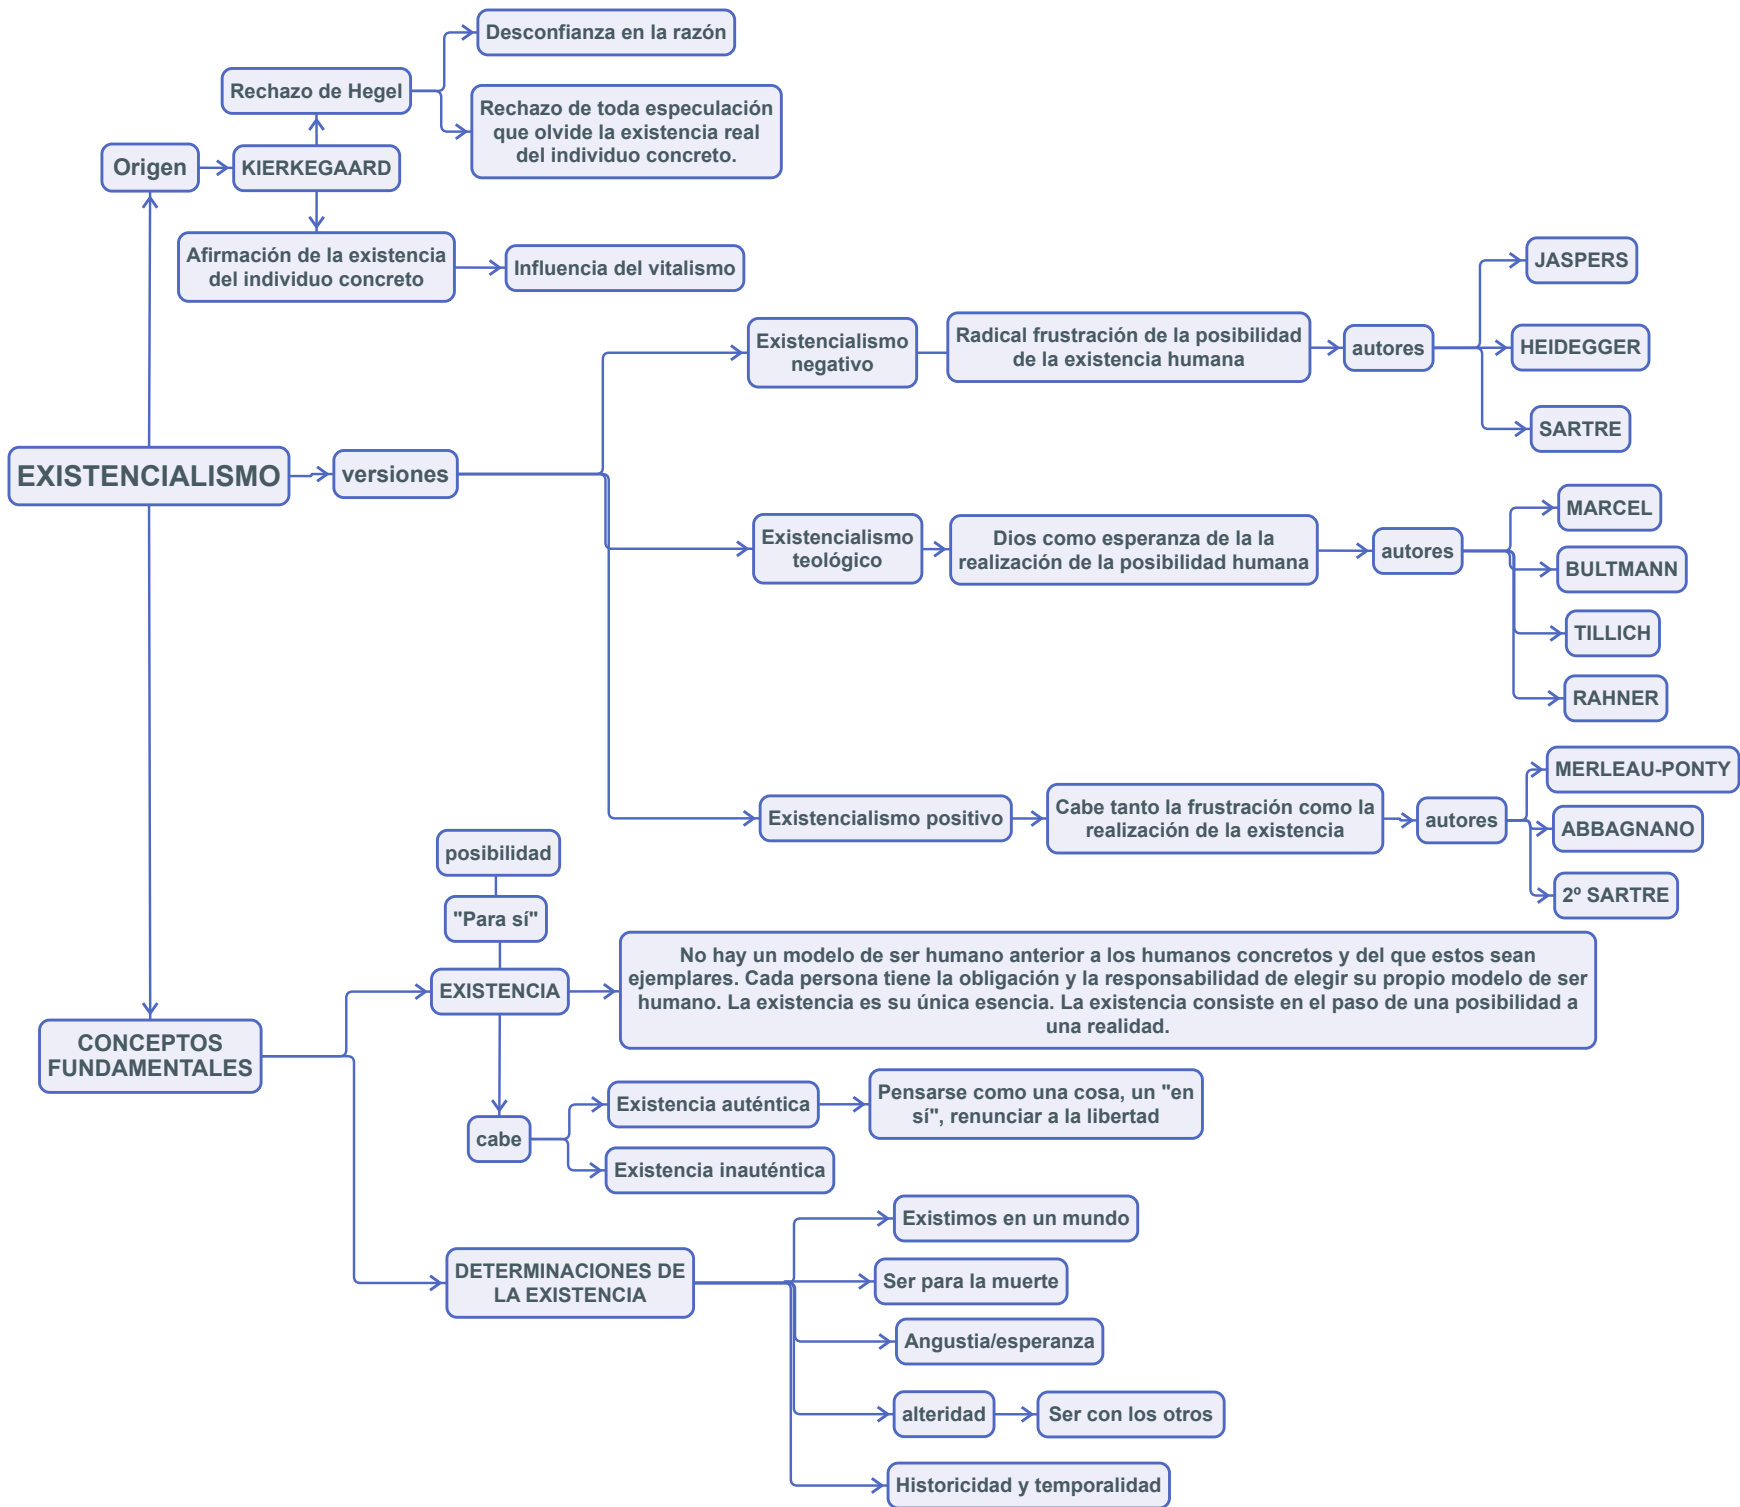 Desconfianza en la razón
Rechazo de Hegel
Rechazo de toda especulación
que olvide la existencia real
del individuo concreto.
Origen
KIERKEGAARD
Afirmación de la existencia
del individuo concreto
Influencia del vitalismo
EXISTENCIALISMO
versiones
Existencialismo
negativo
Radical frustración de la posibilidad
de la existencia humana
autores
JASPERS
HEIDEGGER
SARTRE
Existencialismo
teológico
Dios como esperanza de la la
realización de la posibilidad humana
autores
MARCEL
BULTMANN
TILLICH
RAHNER
Existencialismo positivo
Cabe tanto la frustración como la
realización de la existencia
autores
MERLEAU-PONTY
ABBAGNANO
2º SARTRE
CONCEPTOS
FUNDAMENTALES
posibilidad
"Para sí"
EXISTENCIA
No hay un modelo de ser humano anterior a los humanos concretos y del que estos sean
ejemplares. Cada persona tiene la obligación y la responsabilidad de elegir su propio modelo de ser
humano. La existencia es su única esencia. La existencia consiste en el paso de una posibilidad a
una realidad.
cabe
Existencia auténtica
Pensarse como una cosa, un "en
sí", renunciar a la libertad
Existencia inauténtica
DETERMINACIONES DE
LA EXISTENCIA
Existimos en un mundo
Ser para la muerte
Angustia/esperanza
alteridad
Ser con los otros
Historicidad y temporalidad